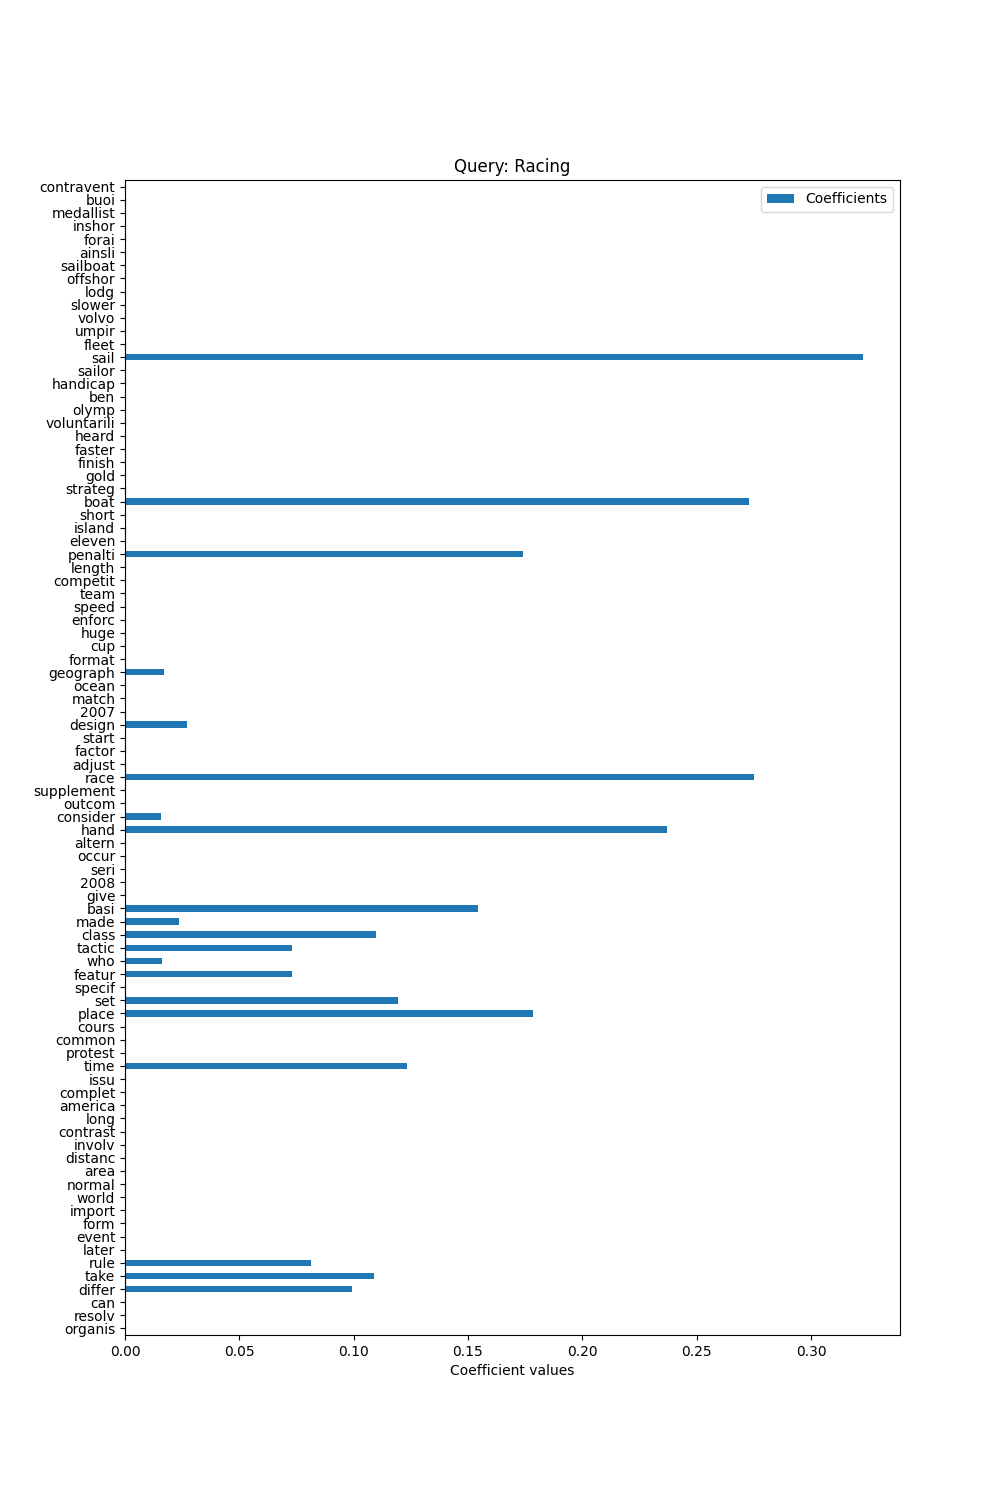 Query: Racing
Coefficients
contravent
buoi
medallist
inshor
forai
ainsli
sailboat
offshor
lodg
slower
volvo
umpir
fleet
sail
sailor
handicap
ben
olymp
voluntarili
heard
faster
finish
gold
strateg
boat
short
island
eleven
penalti
length
competit
team
speed
enforc
huge
cup
format
geograph
ocean
match
2007
design
start
factor
adjust
race
supplement
outcom
consider
hand
altern
occur
seri
2008
give
basi
made
class
tactic
who
featur
specif
set
place
cours
common
protest
time
issu
complet
america
long
contrast
involv
distanc
area
normal
world
import
form
event
later
rule
take
differ
can
resolv
organis
0.00 0.05 0.10 0.15 0.20 0.25 0.30
Coefficient values